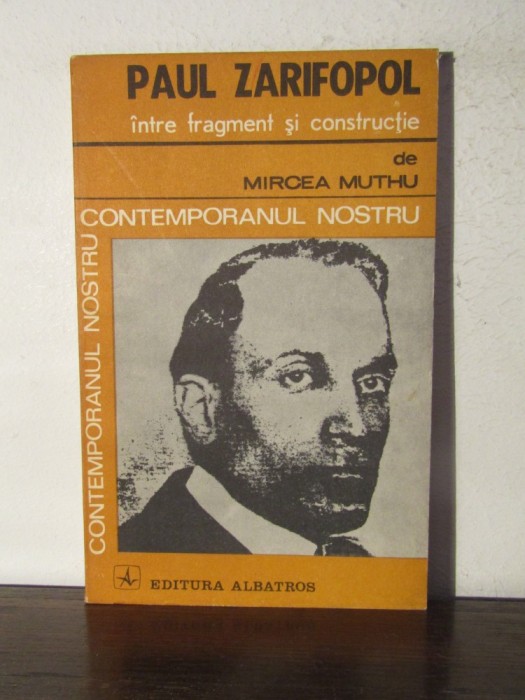 PAUL ZARIFOPOL
între fragment și construcție
de
MIRCEA MUTHU
CONTEMPORANUL NOSTRU
CONTEMPORANUL NOSTRU
EDITURA ALBATROS